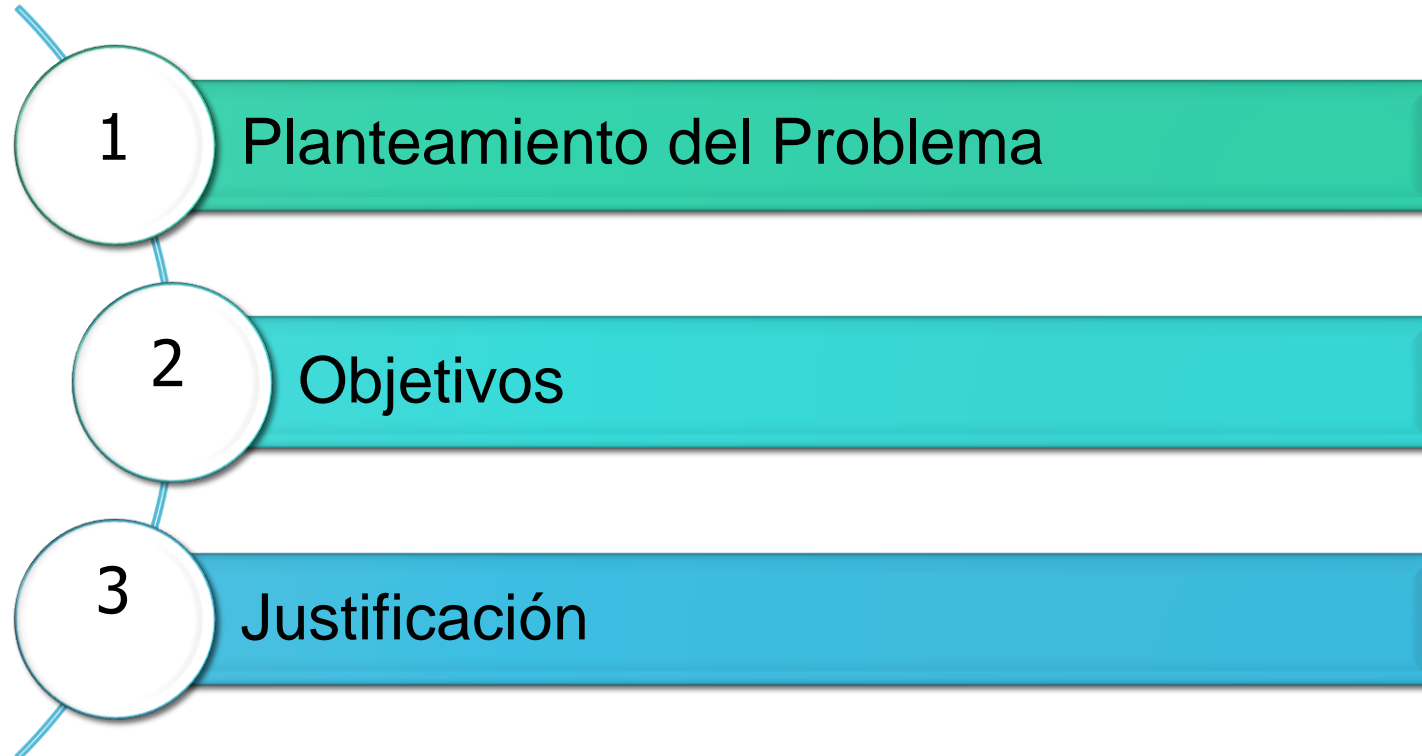 1
Planteamiento del Problema
2
Objetivos
3
Justificación